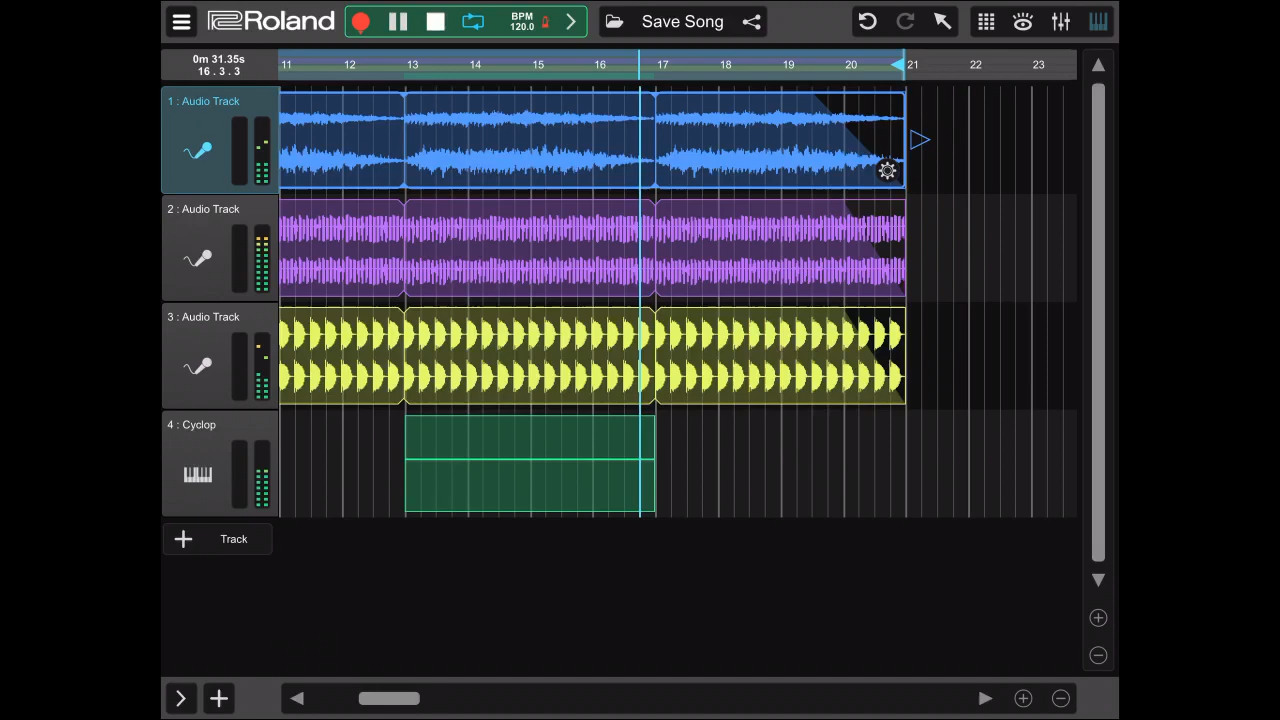 Roland
BPM
120.0
Save Song
0m 31.35s
16 . 3 . 3
11 12 13 14 15 16 17 18 19 20 21 22 23
1 : Audio Track
2 : Audio Track
3 : Audio Track
4 : Cyclop
Track